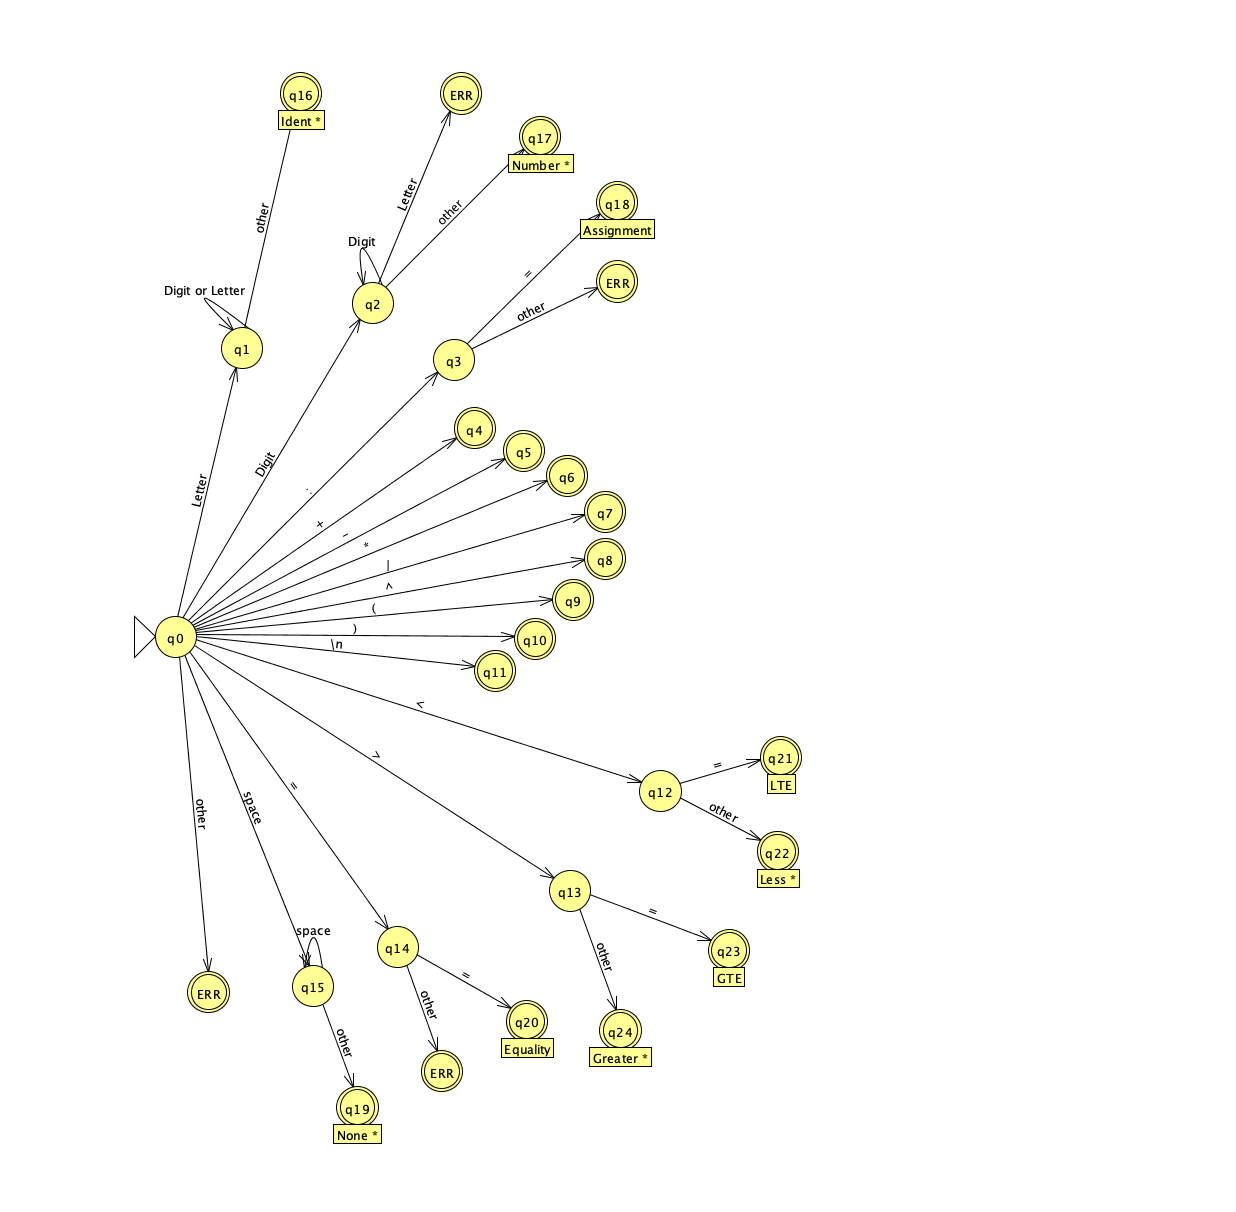 q16
Ident *
ERR
q17
Number *
q18
Assignment
Letter
other
other
Digit
=
ERR
Digit or Letter
q2
other
q1
q3
q4
q5
q6
Digit
Letter
:
q7
+
-
*
q8
|
^
q9
(
)
q0
q10
\n
q11
<
q21
LTE
>
=
q12
=
other
space
other
q22
Less *
q13
=
space
q14
q23
GTE
other
=
q15
ERR
other
q20
q24
other
Equality
Greater *
ERR
q19
None *